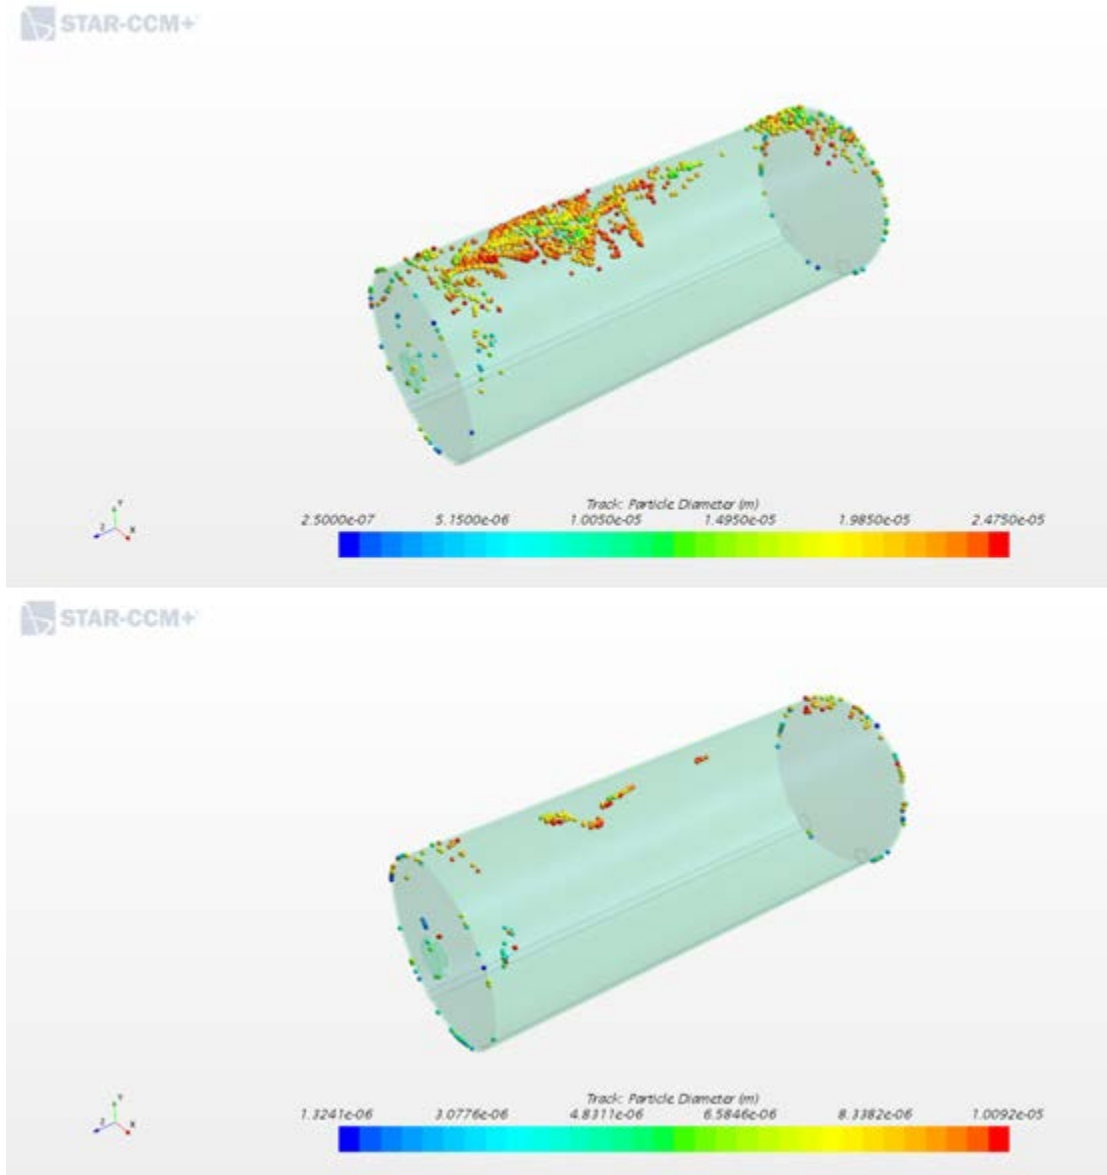 STAR-CCM+
Track: Particle Diameter (m)
2.5000e-07 5.1500e-06 1.0050e-05 1.4950e-05 1.9850e-05 2.4750e-05
Y
Z X
STAR-CCM+
Track: Particle Diameter (m)
1.3241e-06 3.0776e-06 4.8311e-06 6.5846e-06 8.3382e-06 1.0092e-05
Y
Z X